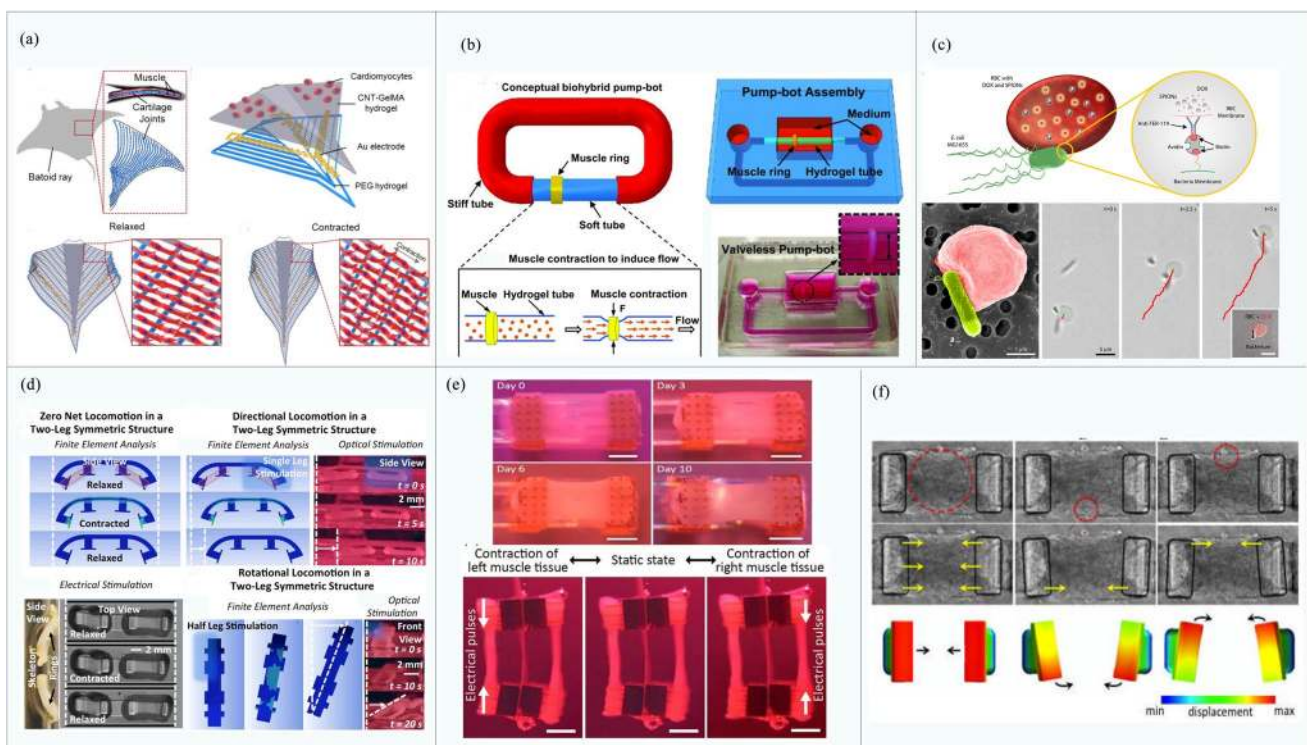 (a)
Muscle
Cartilage
Joints
Batoid ray
Cardiomyocytes
CNT-GelMA
hydrogel
Au electrode
PEG hydrogel
Relaxed
Contracted
Contraction
(b)
Conceptual biohybrid pump-bot
Muscle ring
Stiff tube
Soft tube
Muscle contraction to induce flow
Muscle
Hydrogel tube
Muscle contraction
F
Flow
Pump-bot Assembly
Medium
Muscle ring
Hydrogel tube
Valveless Pump-bot
(c)
RBC with
DOX and SPIONs
E. coli
MG1655
SPIONs
DOX
RBC
Membrane
Anti-TER-119
Avidin
Biotin
Bacteria Membrane
Bacterium
(d)
Zero Net Locomotion in a
Two-Leg Symmetric Structure
Finite Element Analysis
Side View
Relaxed
Contracted
Relaxed
Directional Locomotion in a
Two-Leg Symmetric Structure
Finite Element Analysis
Optical Stimulation
Single Leg
Stimulation
Side View
t = 0 s
2 mm
t = 5 s
t = 10 s
Electrical Stimulation
Side View
Skeleton
Rings
Top View
Relaxed
2 mm
Contracted
Relaxed
Rotational Locomotion in a
Two-Leg Symmetric Structure
Finite Element Analysis
Optical
Stimulation
Half Leg Stimulation
Front
View
t = 0 s
2 mm
t = 10 s
t = 20 s
(e)
Day 0
Day 3
Day 6
Day 10
Contraction of
left muscle tissue
Static state
Contraction of
right muscle tissue
Electrical pulses
Electrical pulses
(f)
min
displacement
max